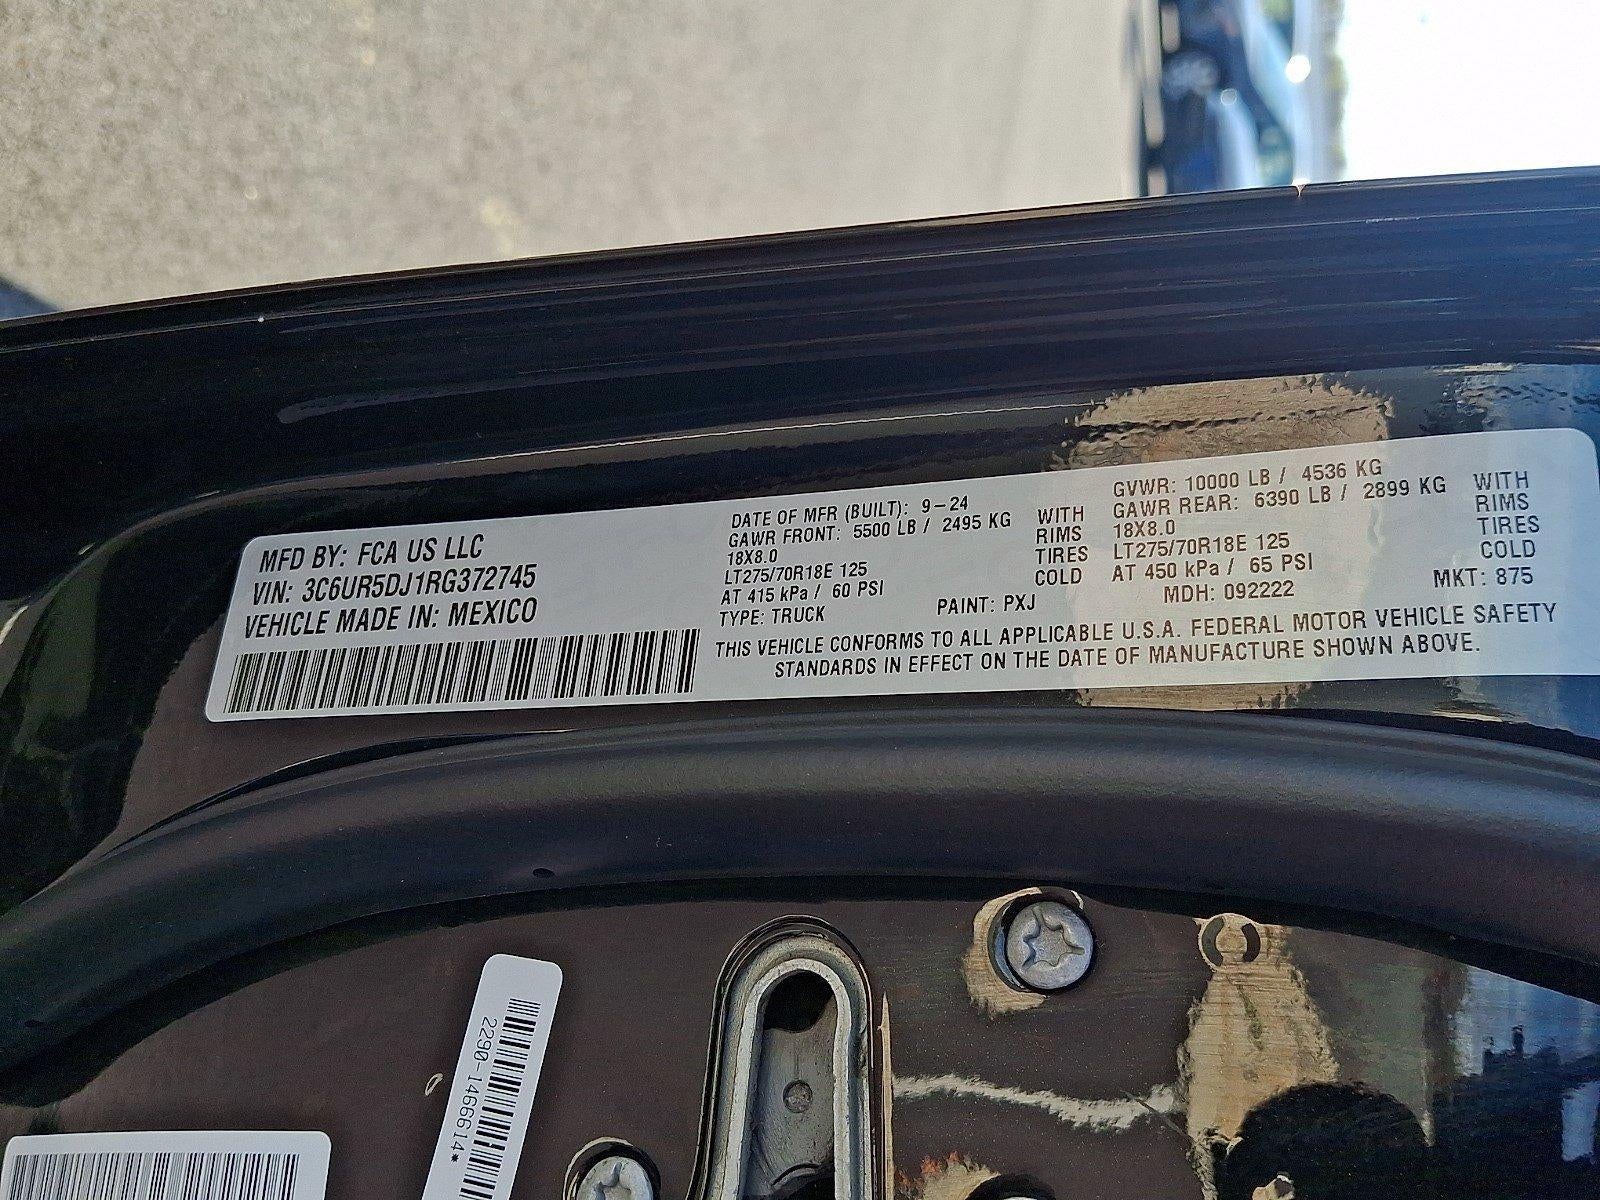 MFD BY: FCA US LLC
VIN: 3C6UR5DJ1RG372745
VEHICLE MADE IN: MEXICO
DATE OF MFR (BUILT): 9-24
GAWR FRONT: 5500 LB / 2495 KG WITH
18X8.0 RIMS
LT275/70R18E 125 TIRES
AT 415 kPa / 60 PSI COLD
TYPE: TRUCK PAINT: PXJ
GVWR: 10000 LB / 4536 KG
GAWR REAR: 6390 LB / 2899 KG WITH
18X8.0 RIMS
LT275/70R18E 125 TIRES
AT 450 kPa / 65 PSI COLD
MDH: 092222 MKT: 875
THIS VEHICLE CONFORMS TO ALL APPLICABLE U.S.A. FEDERAL MOTOR VEHICLE SAFETY
STANDARDS IN EFFECT ON THE DATE OF MANUFACTURE SHOWN ABOVE.
2290-1466614*